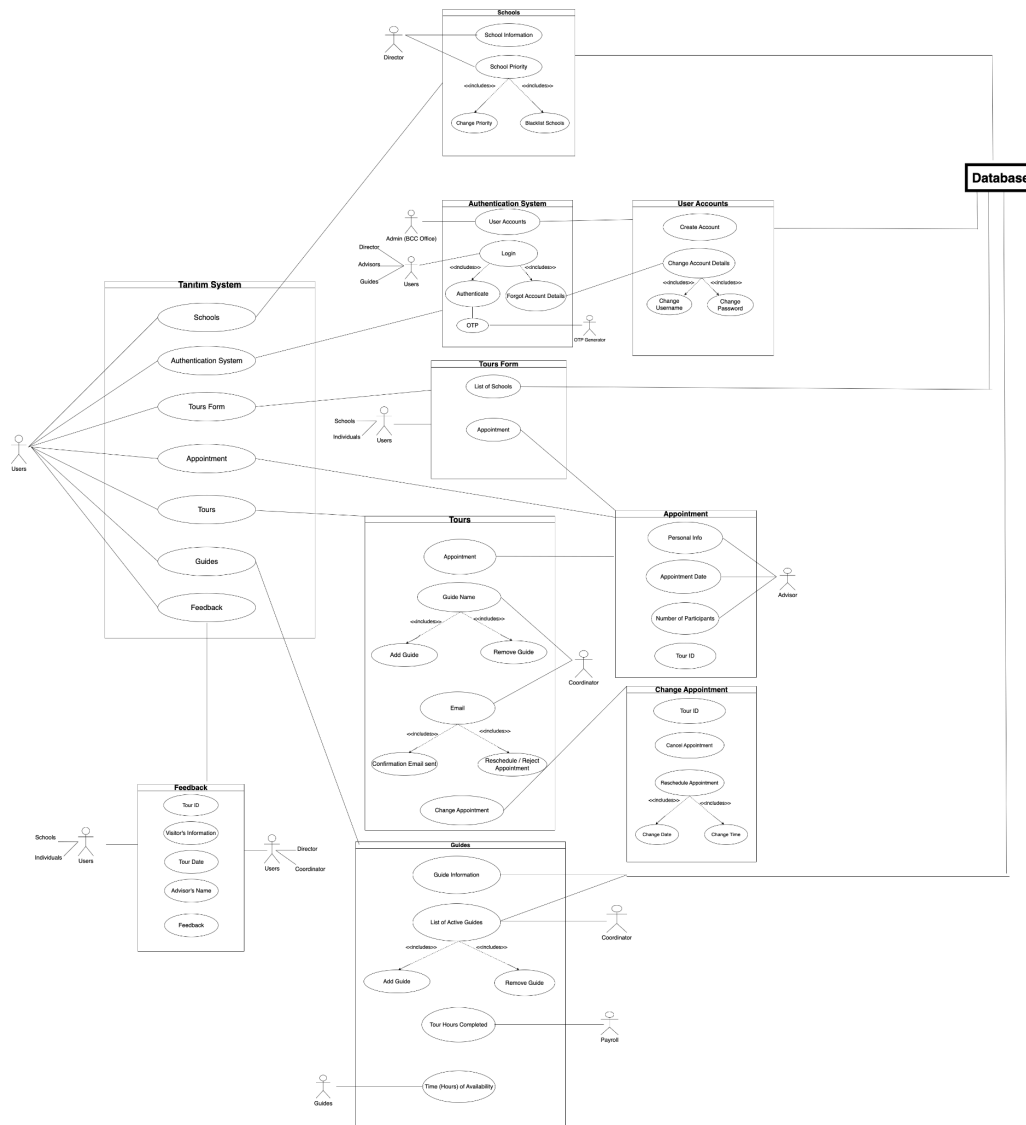 Schools
School Information
Director
School Priority
<<includes>>
<<includes>>
Change Priority
Blacklist Schools
Database
Authentication System
User Accounts
Admin (BCC Office)
Director
Advisors
Guides
Users
Login
<<includes>>
<<includes>>
Authenticate
Forgot Account Details
OTP
OTP Generator
User Accounts
Create Account
Change Account Details
<<includes>>
<<includes>>
Change
Username
Change
Password
Tanıtım System
Schools
Authentication System
Tours Form
Appointment
Tours
Guides
Feedback
Users
Tours Form
List of Schools
Schools
Individuals
Users
Appointment
Appointment
Personal Info
Appointment Date
Advisor
Number of Participants
Tour ID
Tours
Appointment
Guide Name
<<includes>>
<<includes>>
Add Guide
Remove Guide
Coordinator
Email
<<includes>>
<<includes>>
Confirmation Email sent
Reschedule / Reject
Appointment
Change Appointment
Change Appointment
Tour ID
Cancel Appointment
Reschedule Appointment
<<includes>>
<<includes>>
Change Date
Change Time
Feedback
Tour ID
Visitor's Information
Tour Date
Advisor's Name
Feedback
Schools
Individuals
Users
Users
Director
Coordinator
Guides
Guide Information
List of Active Guides
Coordinator
<<includes>>
<<includes>>
Add Guide
Remove Guide
Tour Hours Completed
Payroll
Time (Hours) of Availability
Guides